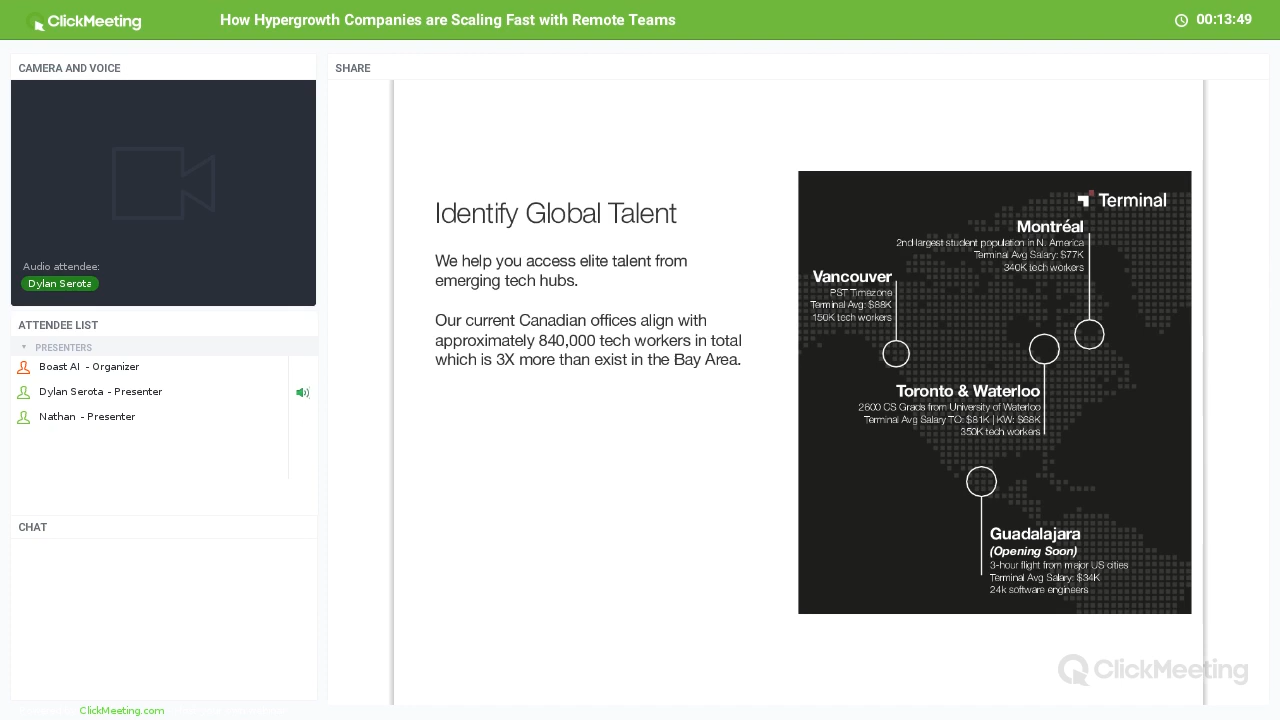 ClickMeeting
How Hypergrowth Companies are Scaling Fast with Remote Teams
00:13:49
CAMERA AND VOICE
Audio attendee:
Dylan Serota
ATTENDEE LIST
PRESENTERS
Boast AI - Organizer
Dylan Serota - Presenter
Nathan - Presenter
CHAT
ClickMeeting.com
SHARE
Identify Global Talent
We help you access elite talent from
emerging tech hubs.
Our current Canadian offices align with
approximately 840,000 tech workers in total
which is 3X more than exist in the Bay Area.
Terminal
Montréal
2nd largest student population in N. America
Terminal Avg Salary: $77K
340K tech workers
Vancouver
PST Timezone
Terminal Avg: $88K
150K tech workers
Toronto & Waterloo
2600 CS Grads from University of Waterloo
Terminal Avg Salary TO: $81K | KW: $68K
350K tech workers
Guadalajara
(Opening Soon)
3-hour flight from major US cities
Terminal Avg Salary: $34K
24k software engineers
ClickMeeting